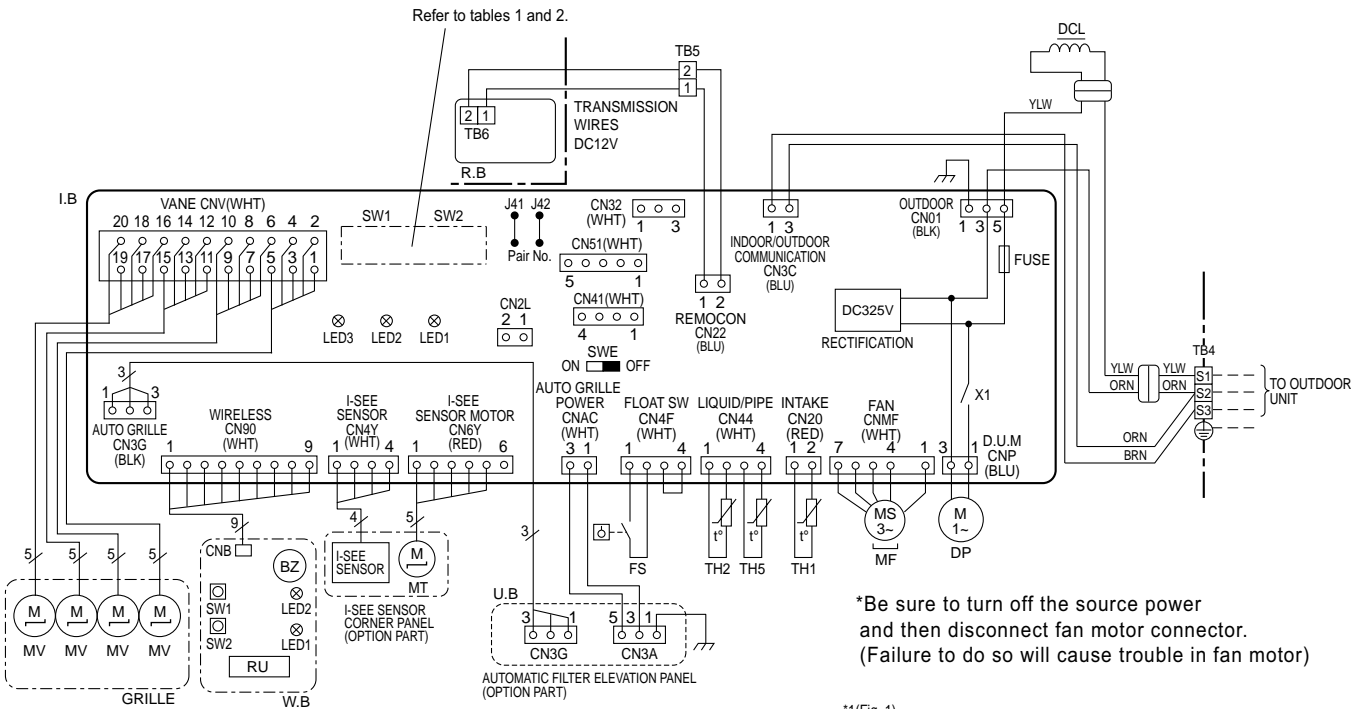 Refer to tables 1 and 2.
DCL
TB5
2
1
YLW
2 1
TB6
TRANSMISSION
WIRES
DC12V
R.B
I.B
VANE CNV(WHT)
20 18 16 14 12 10 8 6 4 2
19 17 15 13 11 9 7 5 3 1
SW1 SW2
J41 J42
Pair No.
CN32
(WHT)
1 3
CN51(WHT)
5 1
CN41(WHT)
4 1
CN2L
2 1
LED3 LED2 LED1
SWE
ON OFF
1 3
INDOOR/OUTDOOR
COMMUNICATION
CN3C
(BLU)
1 2
REMOCON
CN22
(BLU)
OUTDOOR
CN01
(BLK)
1 3 5
FUSE
DC325V
RECTIFICATION
X1
TB4
YLW YLW S1
ORN ORN S2
S3
TO OUTDOOR
UNIT
ORN
BRN
3
1 3
AUTO GRILLE
CN3G
(BLK)
WIRELESS
CN90
(WHT)
1 9
I-SEE
SENSOR
CN4Y
(WHT)
1 4
I-SEE
SENSOR MOTOR
CN6Y
(RED)
1 6
AUTO GRILLE
POWER
CNAC
(WHT)
3 1
FLOAT SW
CN4F
(WHT)
1 4
LIQUID/PIPE
CN44
(WHT)
1 4
INTAKE
CN20
(RED)
1 2
FAN
CNMF
(WHT)
7 4 1
D.U.M
CNP
(BLU)
3 1
5 5 5 5
M M M M
MV MV MV MV
GRILLE
9
CNB
BZ
SW1
LED2
SW2
LED1
RU
W.B
4
5
I-SEE
SENSOR
M
MT
I-SEE SENSOR
CORNER PANEL
(OPTION PART)
3
U.B
3 1
CN3G
5 3 1
CN3A
AUTOMATIC FILTER ELEVATION PANEL
(OPTION PART)
FS
t° t° t°
TH2 TH5 TH1
MS
3~
MF
M
1~
DP
*Be sure to turn off the source power
and then disconnect fan motor connector.
(Failure to do so will cause trouble in fan motor)